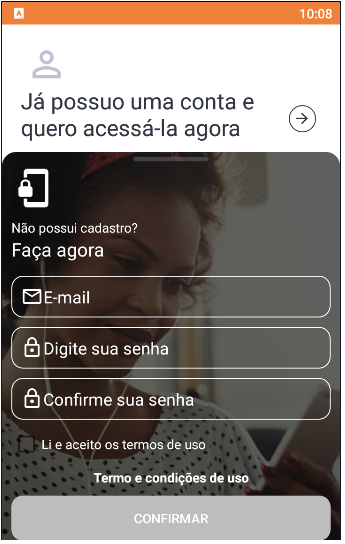 A
10:08
Já possuo uma conta e
quero acessá-la agora
Não possui cadastro?
Faça agora
E-mail
Digite sua senha
Confirme sua senha
Li e aceito os termos de uso
Termo e condições de uso
CONFIRMAR